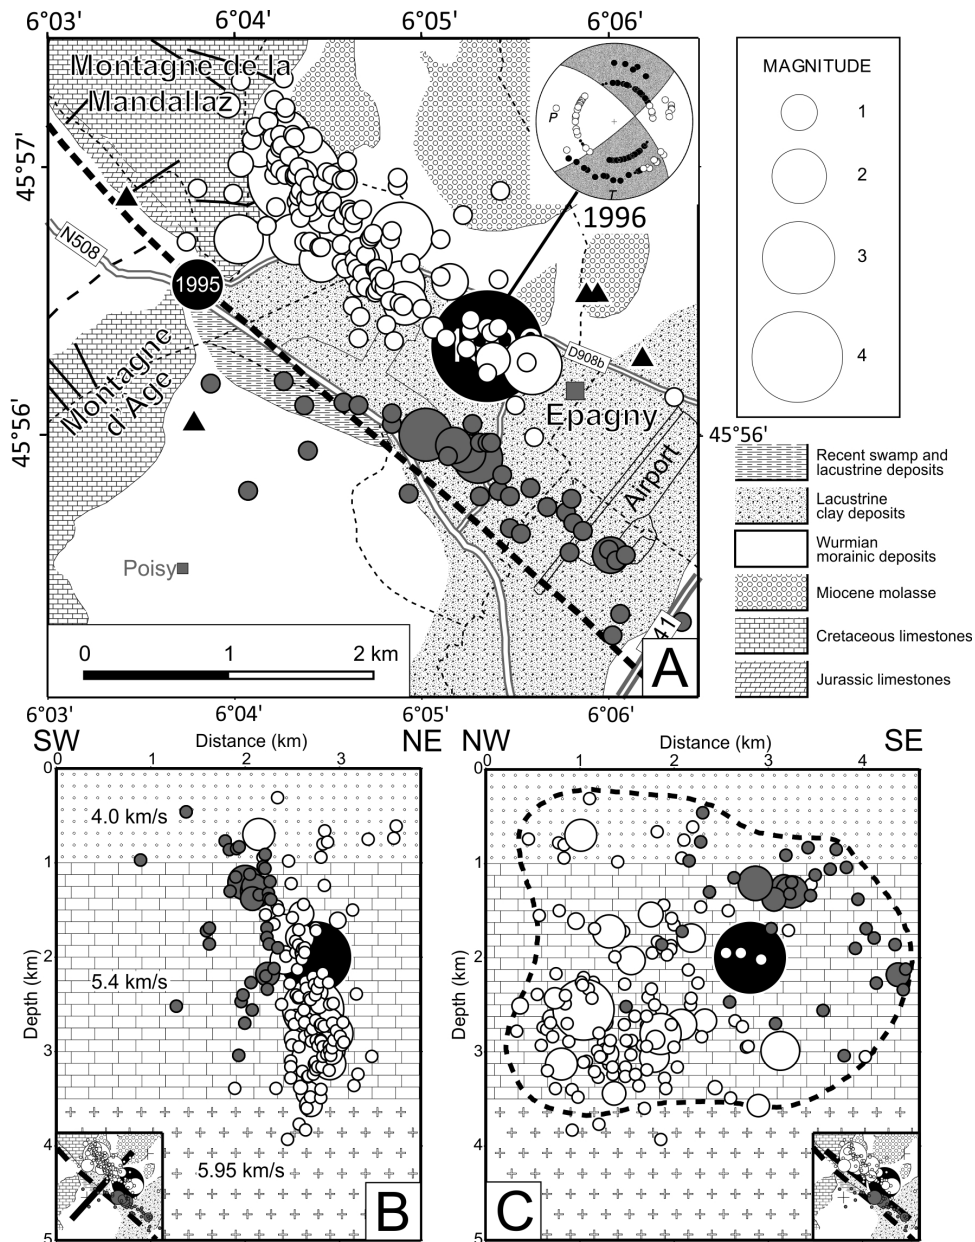 6°03' 6°04' 6°05' 6°06'
Montagne de la
Mandallaz
P
T
1996
45°57'
N508
1995
D908b
Montagne
d'Age
Epagny
45°56'
45°56'
Airport
Poisy
41
0 1 2 km
A
6°03' 6°04' 6°05' 6°06'
MAGNITUDE
1
2
3
4
Recent swamp and
lacustrine deposits
Lacustrine
clay deposits
Wurmian
morainic deposits
Miocene molasse
Cretaceous limestones
Jurassic limestones
SW NE
Distance (km)
0 1 2 3
0
1
2
3
4
5
Depth (km)
4.0 km/s
5.4 km/s
5.95 km/s
B
NW SE
Distance (km)
0 1 2 3 4
0
1
2
3
4
5
Depth (km)
C